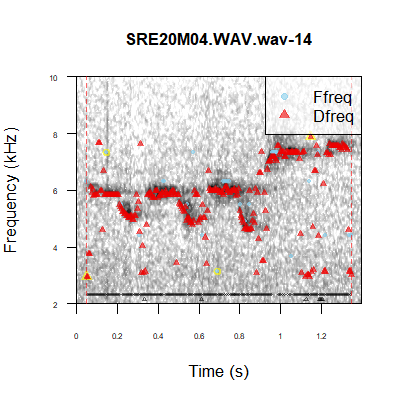 SRE20M04.WAV.wav-14
Ffreq
Dfreq
Frequency (kHz)
10
8
6
4
2
0 0.2 0.4 0.6 0.8 1 1.2
Time (s)